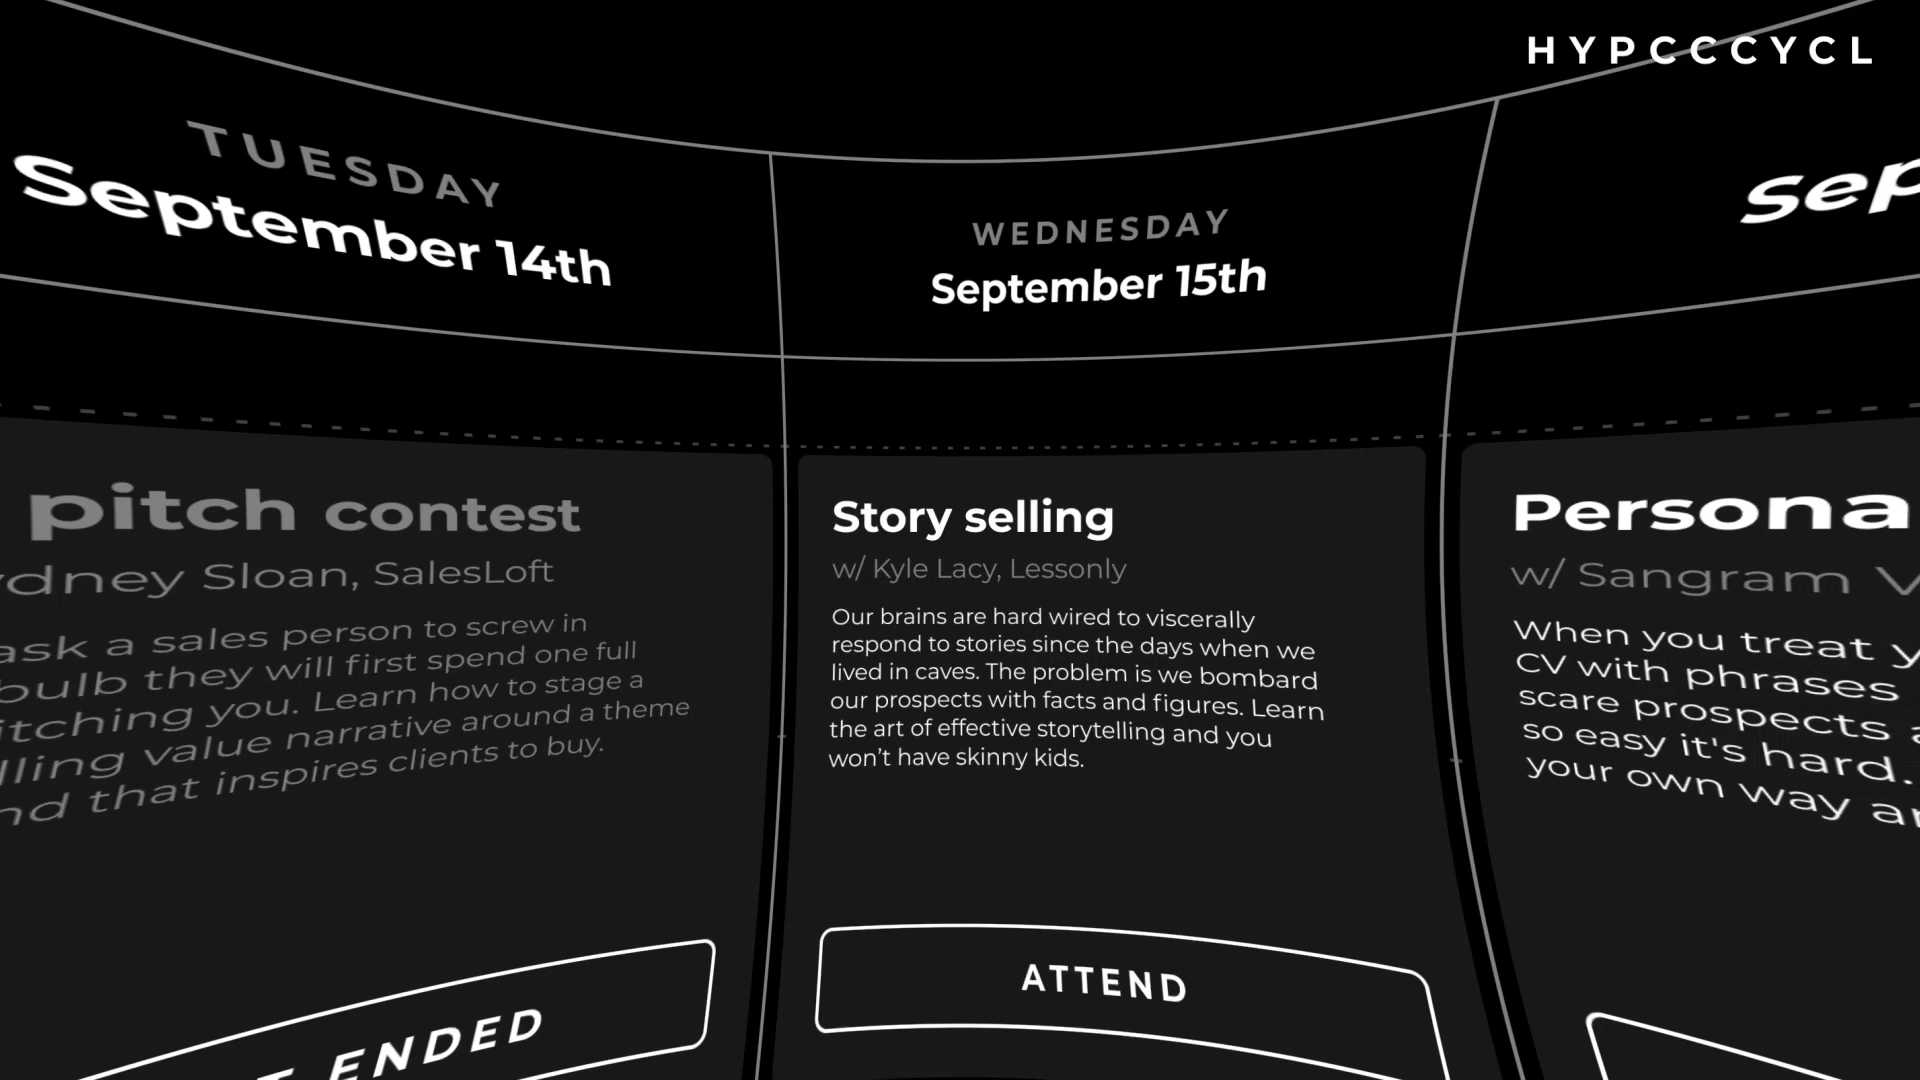 HYPCCCYCL
TUESDAY
September 14th
WEDNESDAY
September 15th
Sep
pitch contest
dney Sloan, SalesLoft
ask a sales person to screw in
bulb they will first spend one full
itching you. Learn how to stage a
lling value narrative around a theme
nd that inspires clients to buy.
ENDED
Story selling
w/ Kyle Lacy, Lessonly
Our brains are hard wired to viscerally
respond to stories since the days when we
lived in caves. The problem is we bombard
our prospects with facts and figures. Learn
the art of effective storytelling and you
won't have skinny kids.
ATTEND
Persona
w/ Sangram V
When you treat y
CV with phrases
scare prospects a
so easy it's hard.
your own way ar